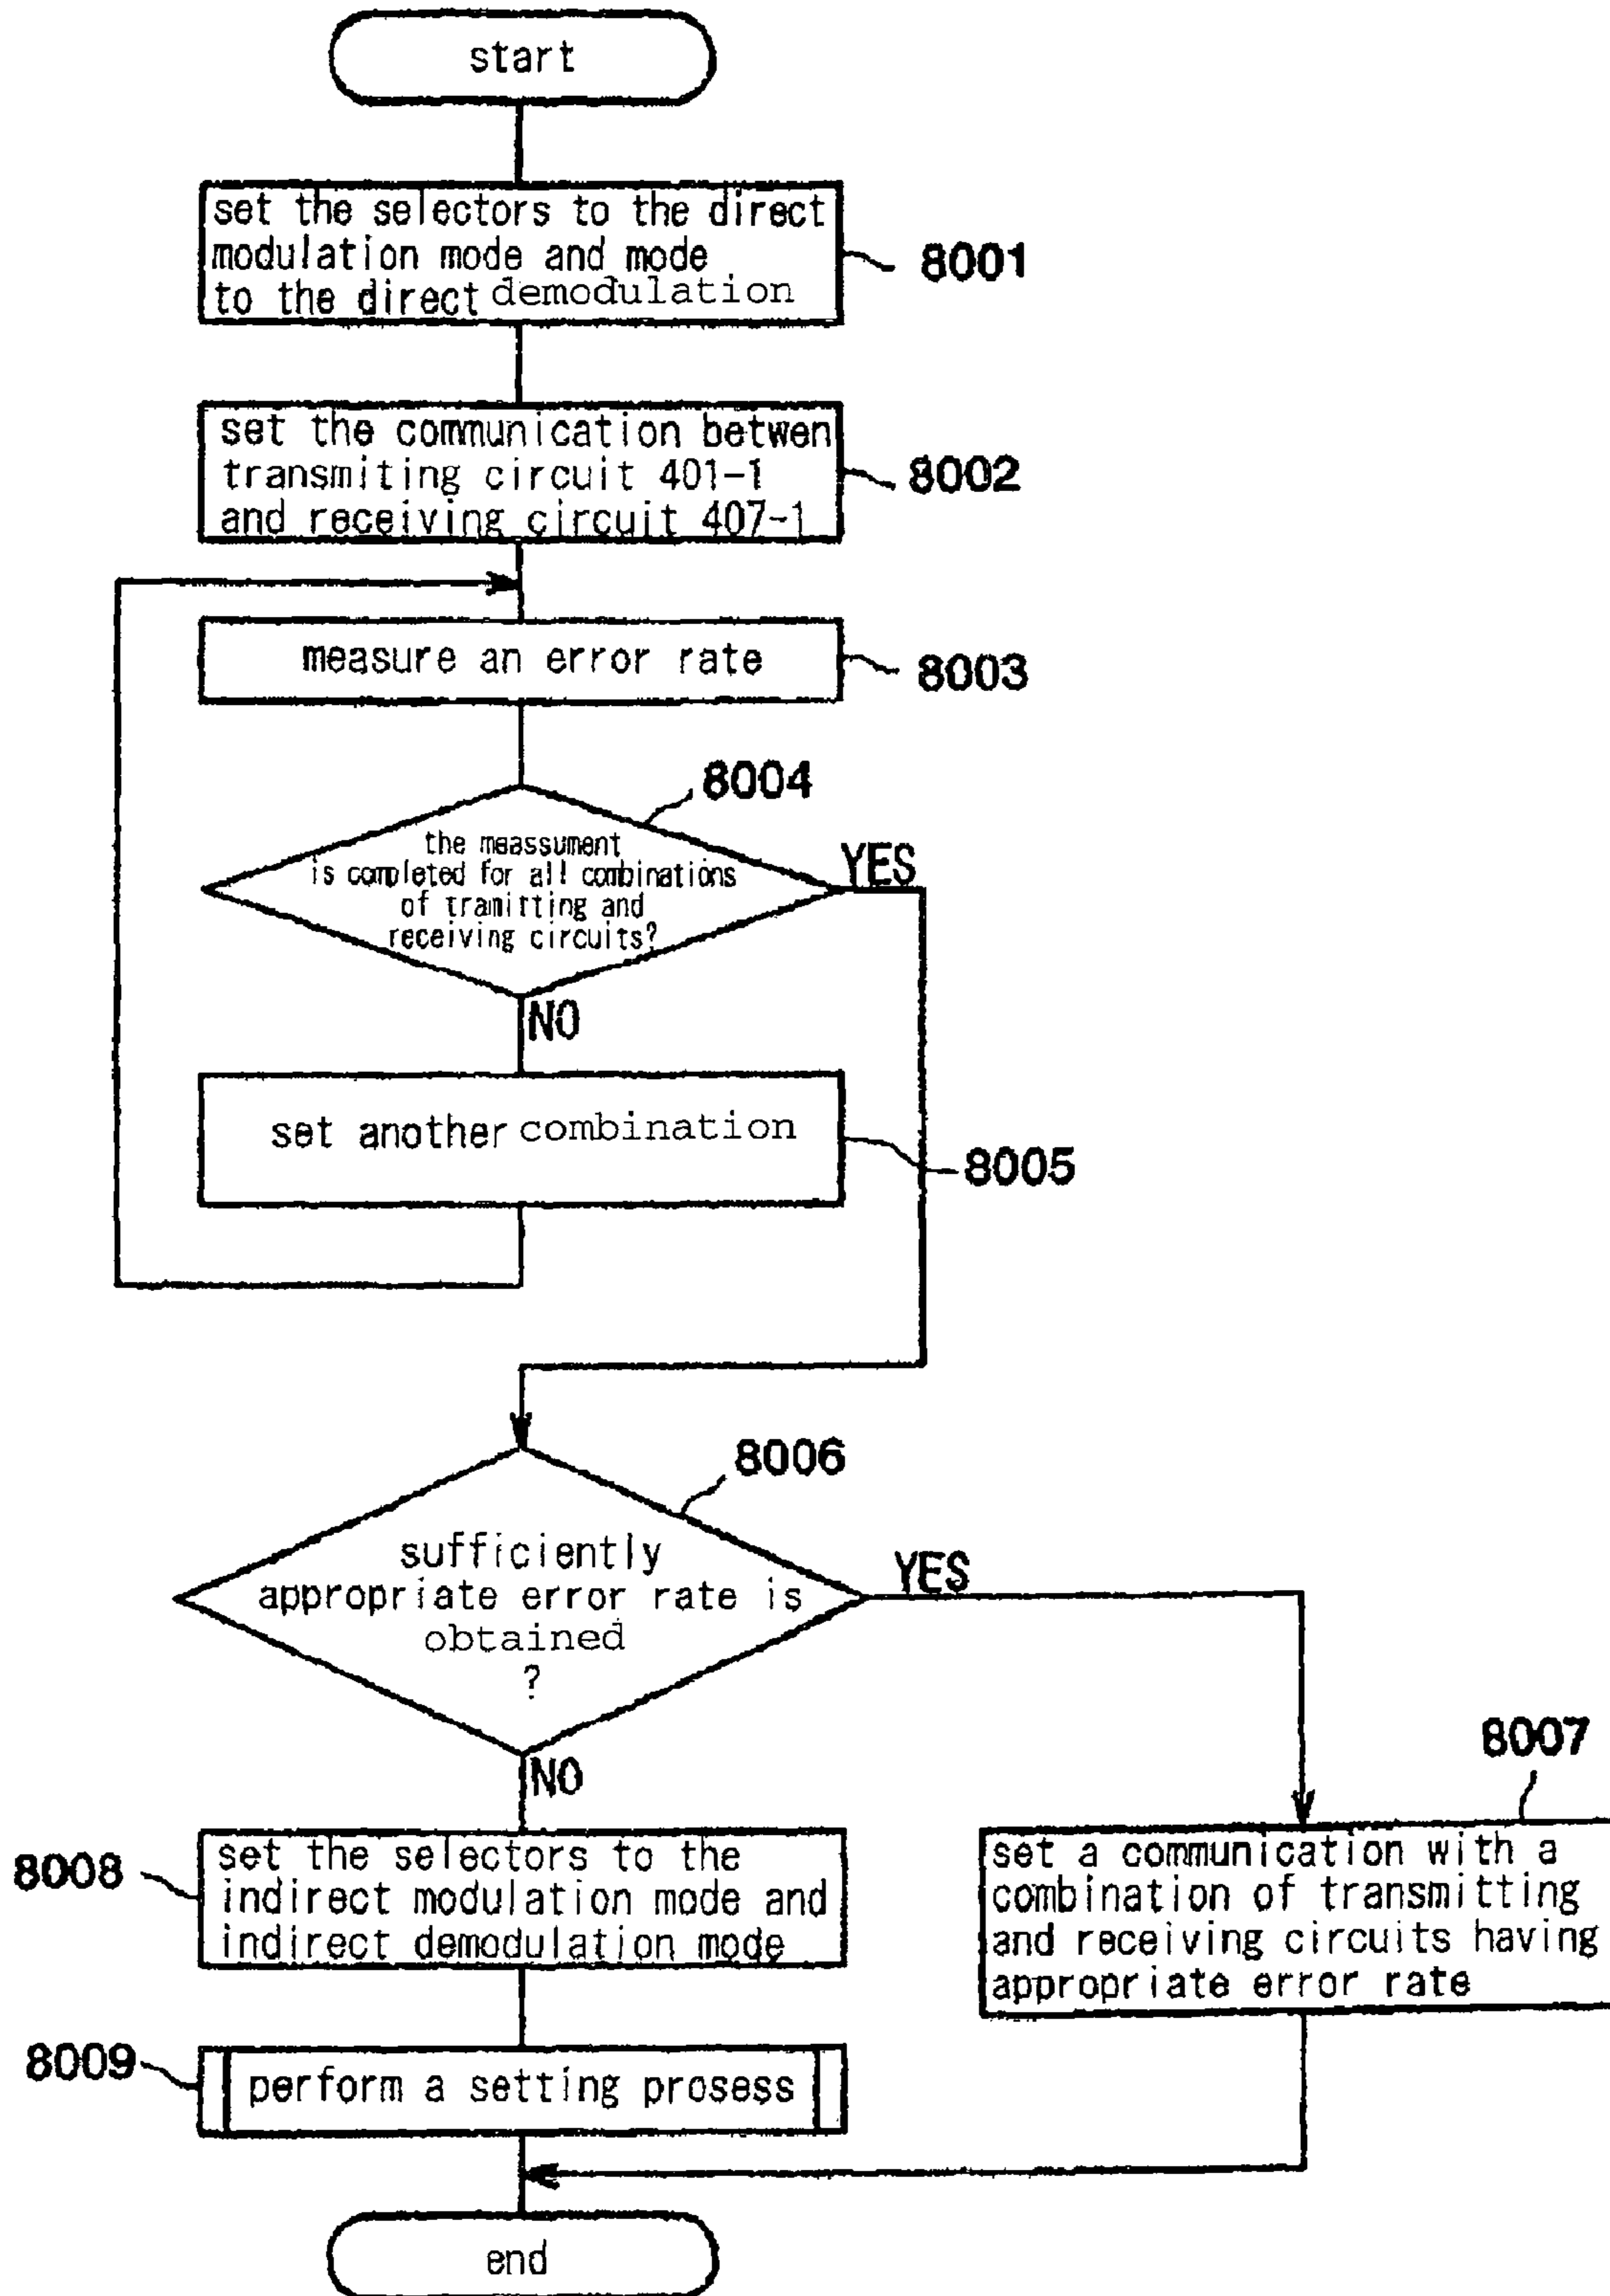 start
set the selectors to the direct
modulation mode and mode
to the direct demodulation
8001
set the communication betwen
transmiting circuit 401-1
and receiving circuit 407-1
8002
measure an error rate
8003
8004
the meassument
is completed for all combinations
of tramitting and
receiving circuits?
YES
NO
set another combination
8005
8006
sufficiently
appropriate error rate is
obtained
?
YES
NO
8007
set a communication with a
combination of transmitting
and receiving circuits having
appropriate error rate
8008
set the selectors to the
indirect modulation mode and
indirect demodulation mode
8009
perform a setting prosess
end